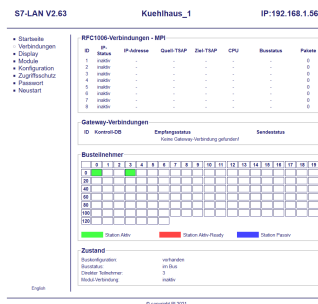 S7-LAN V2.63 Kuehlhaus_1 IP:192.168.1.56
Startseite
Verbindungen
Display
Module
Konfiguration
Zugriffsschutz
Passwort
Neustart
English
RFC1006-Verbindungen - MPI
ID IP-Status IP-Adresse Quell-TSAP Ziel-TSAP CPU Busstatus Pakete
1 inaktiv - - - - - 0
2 inaktiv - - - - - 0
3 inaktiv - - - - - 0
4 inaktiv - - - - - 0
5 inaktiv - - - - - 0
6 inaktiv - - - - - 0
7 inaktiv - - - - - 0
8 inaktiv - - - - - 0
Gateway-Verbindungen
ID Kontroll-DB Empfangsstatus Sendestatus
Keine Gateway-Verbindung gefunden!
Busteilnehmer
0 1 2 3 4 5 6 7 8 9 10 11 12 13 14 15 16 17 18 19
0
20
40
60
80
100
120
Station Aktiv Station Aktiv-Ready Station Passiv
Zustand
Buskonfiguration: vorhanden
Busstatus: im Bus
Direkter Teilnehmer: 3
Modul-Verbindung: inaktiv